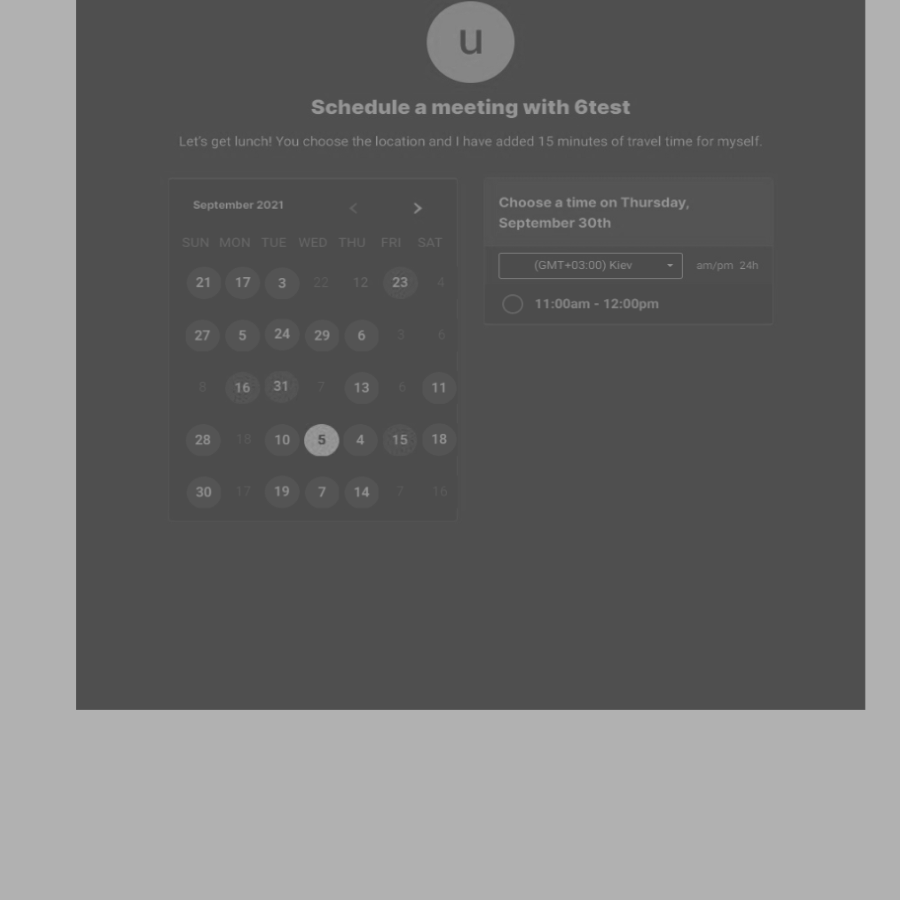 u
Schedule a meeting with 6test
Let's get lunch! You choose the location and I have added 15 minutes of travel time for myself.
September 2021
SUN MON TUE WED THU FRI SAT
21 17 3 22 12 23 4
27 5 24 29 6 3 6
8 16 31 7 13 6 11
28 18 10 5 4 15 18
30 17 19 7 14 7 16
Choose a time on Thursday,
September 30th
(GMT+03:00) Kiev
am/pm 24h
11:00am - 12:00pm